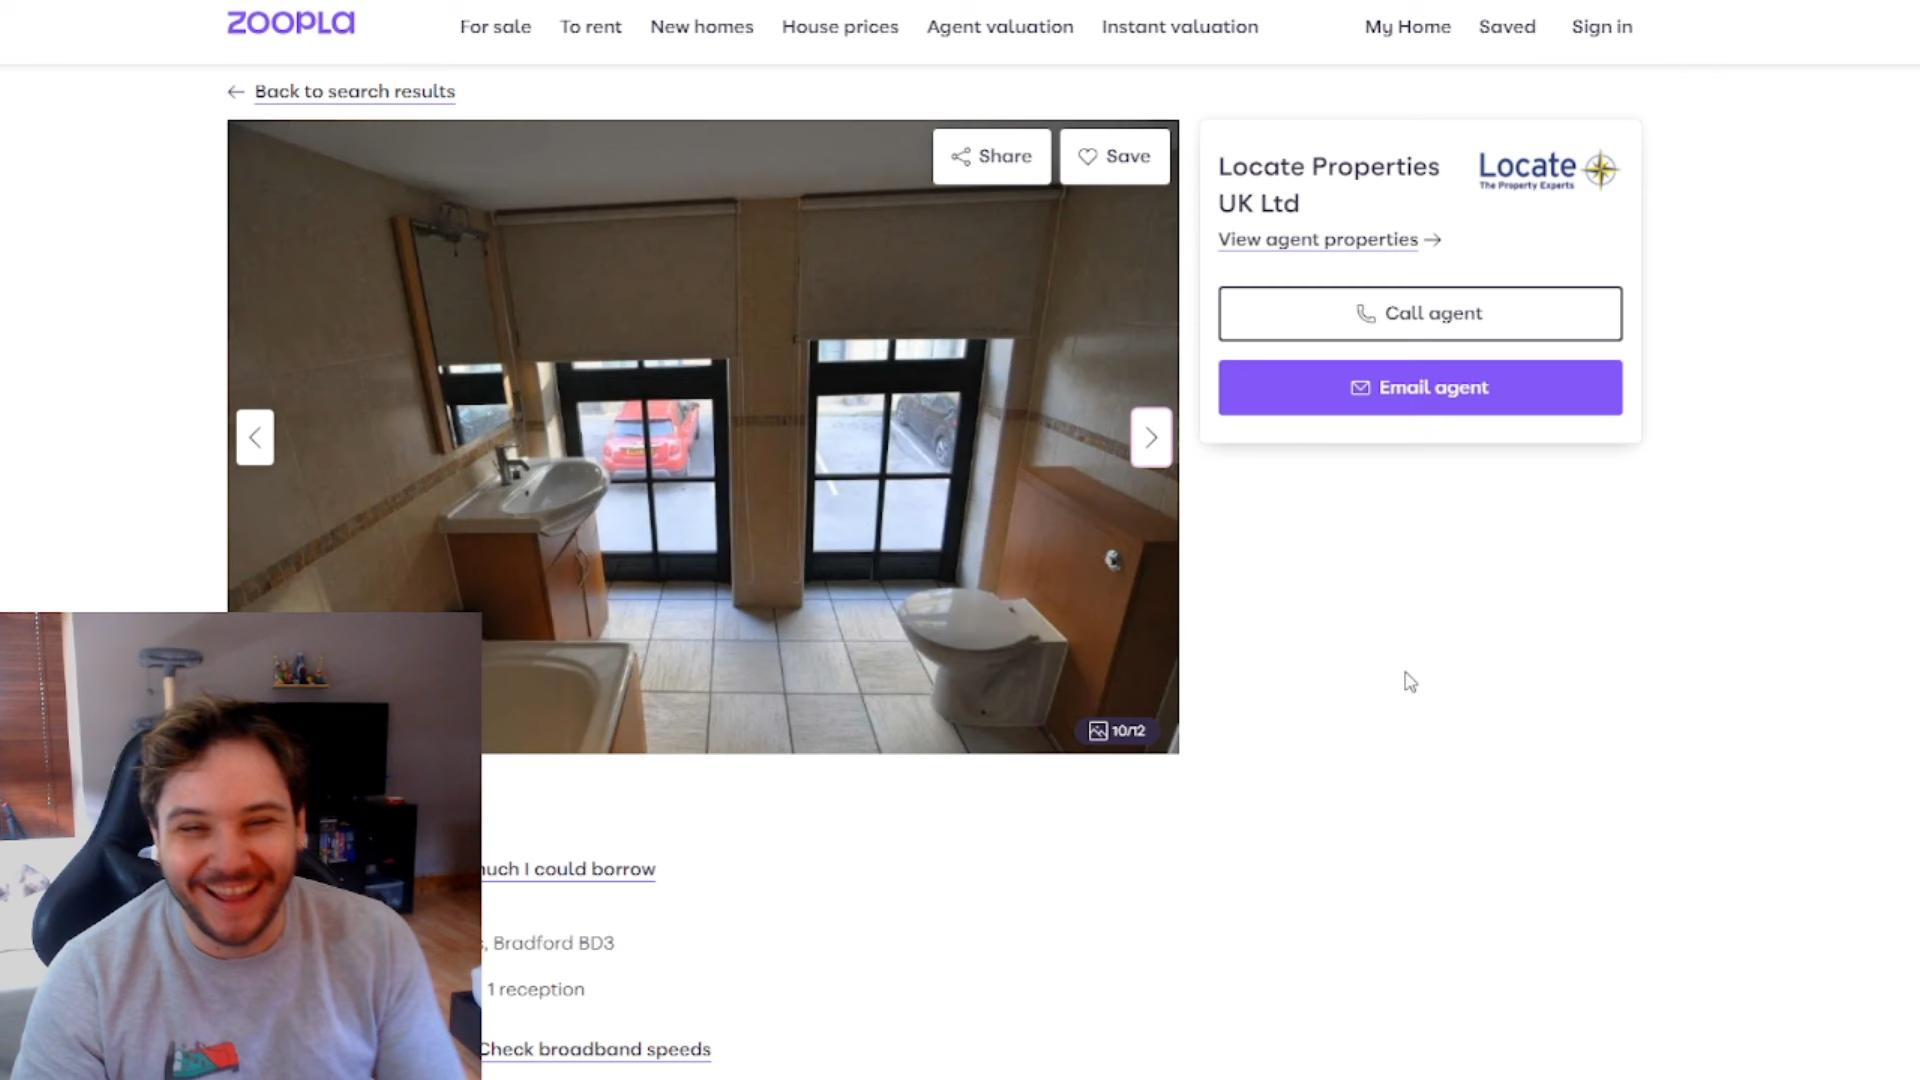 ZOOPLA
For sale
To rent
New homes
House prices
Agent valuation
Instant valuation
My Home
Saved
Sign in
Back to search results
Share
Save
Locate Properties
UK Ltd
Locate
The Property Experts
View agent properties
Call agent
Email agent
10/12
much I could borrow
, Bradford BD3
1 reception
Check broadband speeds